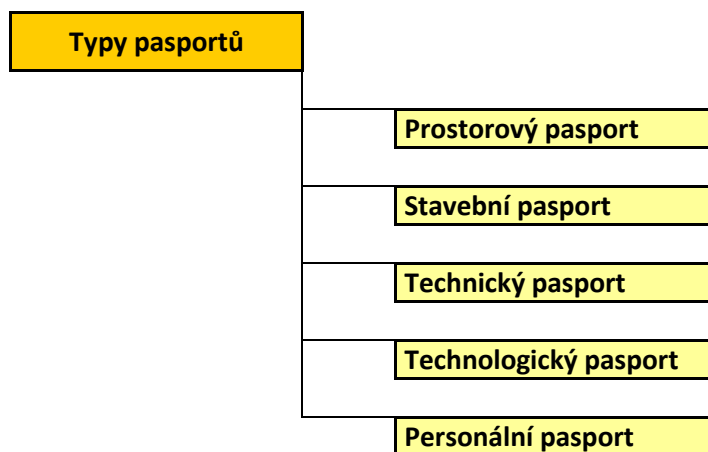 Typy pasportů
Prostorový pasport
Stavební pasport
Technický pasport
Technologický pasport
Personální pasport